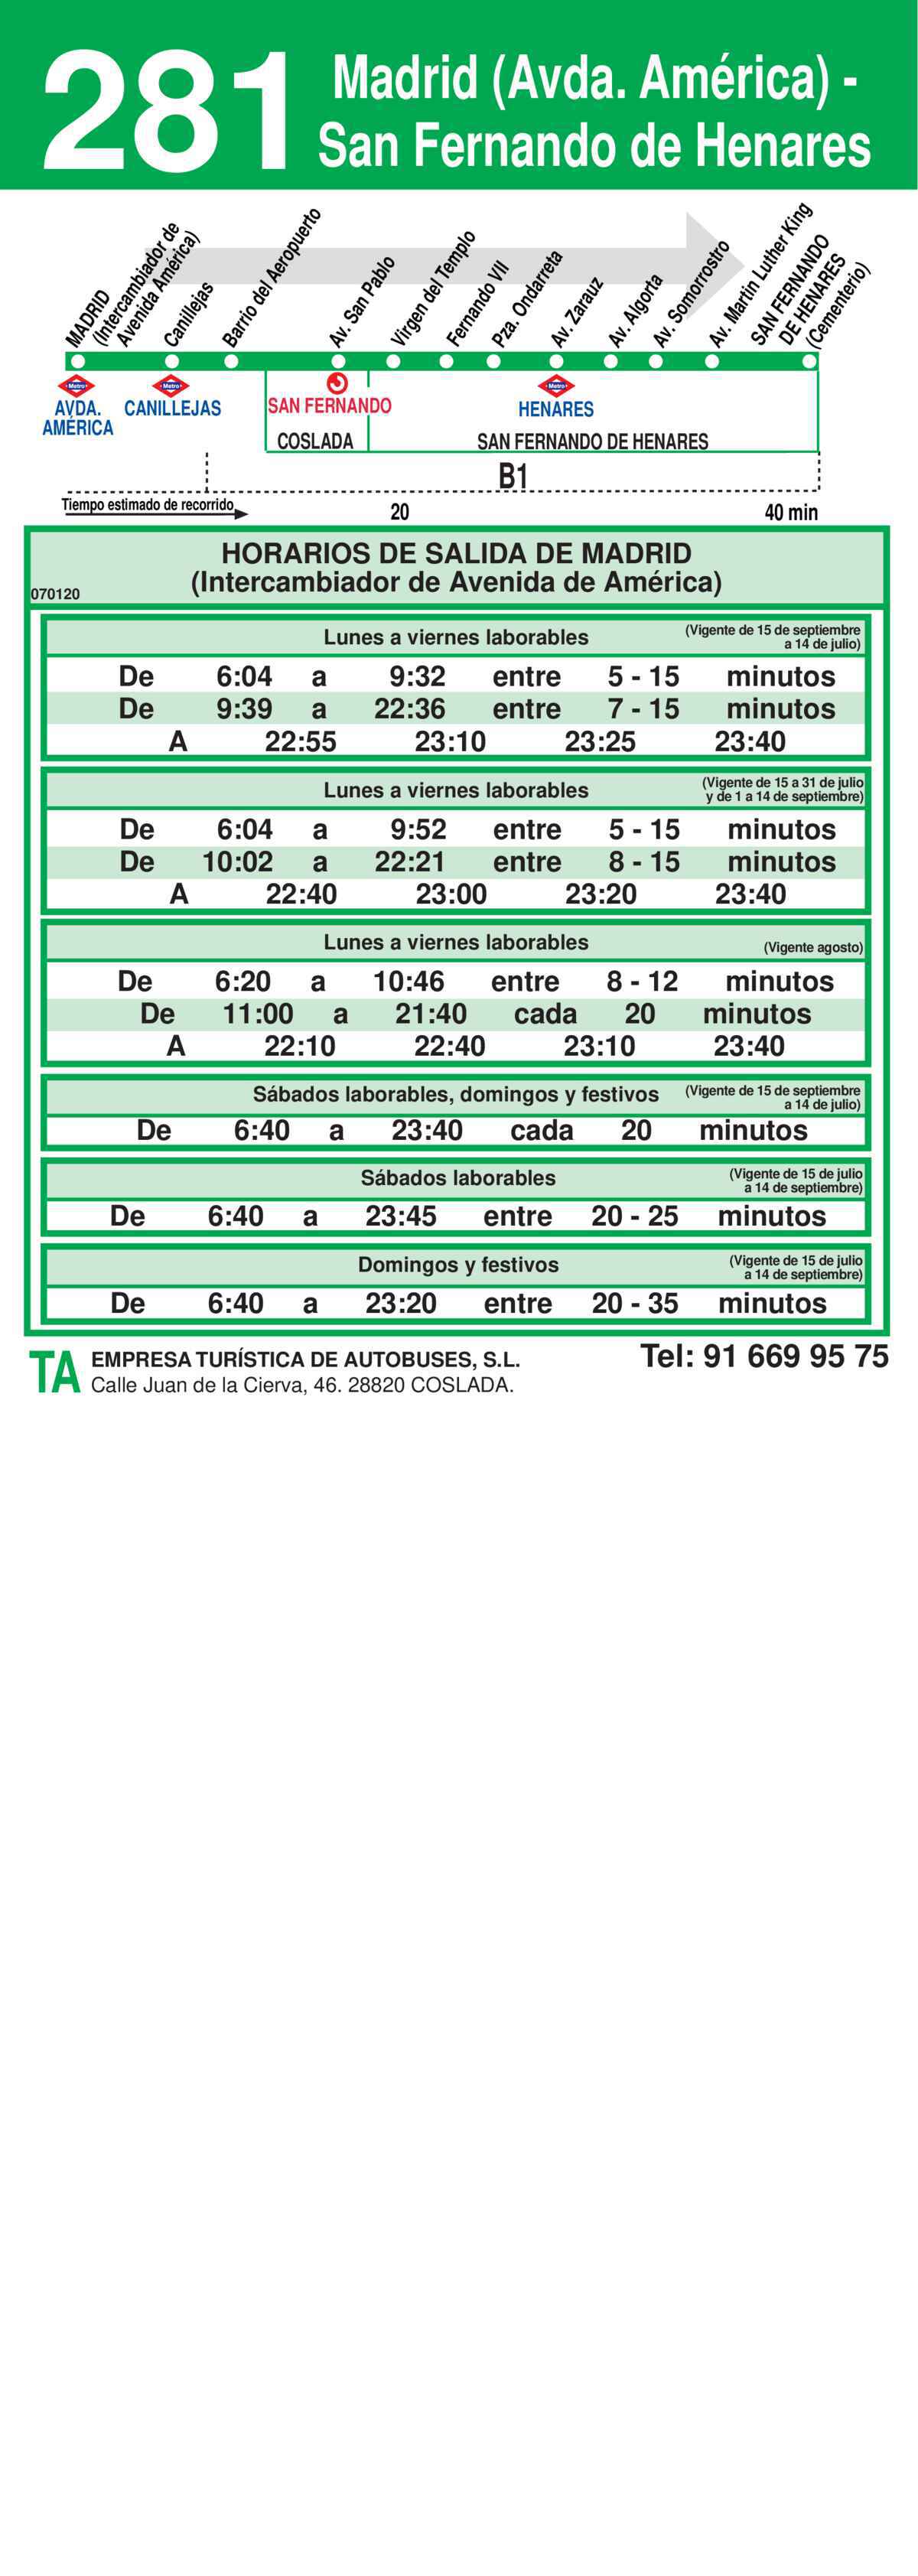 281
Madrid (Avda. América) -
San Fernando de Henares
MADRID
(Intercambiador de
Avenida América)
Canillejas
Barrio del Aeropuerto
Av. San Pablo
Virgen del Templo
Fernando VII
Pza. Ondarreta
Av. Zarauz
Av. Algorta
Av. Somorrostro
Av. Martin Luther King
SAN FERNANDO
DE HENARES
(Cementerio)
Metro
Metro
Metro
AVDA.
AMÉRICA
CANILLEJAS
SAN FERNANDO
HENARES
COSLADA
SAN FERNANDO DE HENARES
B1
Tiempo estimado de recorrido
20
40 min
HORARIOS DE SALIDA DE MADRID
(Intercambiador de Avenida de América)
070120
Lunes a viernes laborables
(Vigente de 15 de septiembre
a 14 de julio)
De 6:04 a 9:32 entre 5 - 15 minutos
De 9:39 a 22:36 entre 7 - 15 minutos
A 22:55 23:10 23:25 23:40
Lunes a viernes laborables
(Vigente de 15 a 31 de julio
y de 1 a 14 de septiembre)
De 6:04 a 9:52 entre 5 - 15 minutos
De 10:02 a 22:21 entre 8 - 15 minutos
A 22:40 23:00 23:20 23:40
Lunes a viernes laborables
(Vigente agosto)
De 6:20 a 10:46 entre 8 - 12 minutos
De 11:00 a 21:40 cada 20 minutos
A 22:10 22:40 23:10 23:40
Sábados laborables, domingos y festivos
(Vigente de 15 de septiembre
a 14 de julio)
De 6:40 a 23:40 cada 20 minutos
Sábados laborables
(Vigente de 15 de julio
a 14 de septiembre)
De 6:40 a 23:45 entre 20 - 25 minutos
Domingos y festivos
(Vigente de 15 de julio
a 14 de septiembre)
De 6:40 a 23:20 entre 20 - 35 minutos
TA
EMPRESA TURÍSTICA DE AUTOBUSES, S.L.
Calle Juan de la Cierva, 46. 28820 COSLADA.
Tel: 91 669 95 75